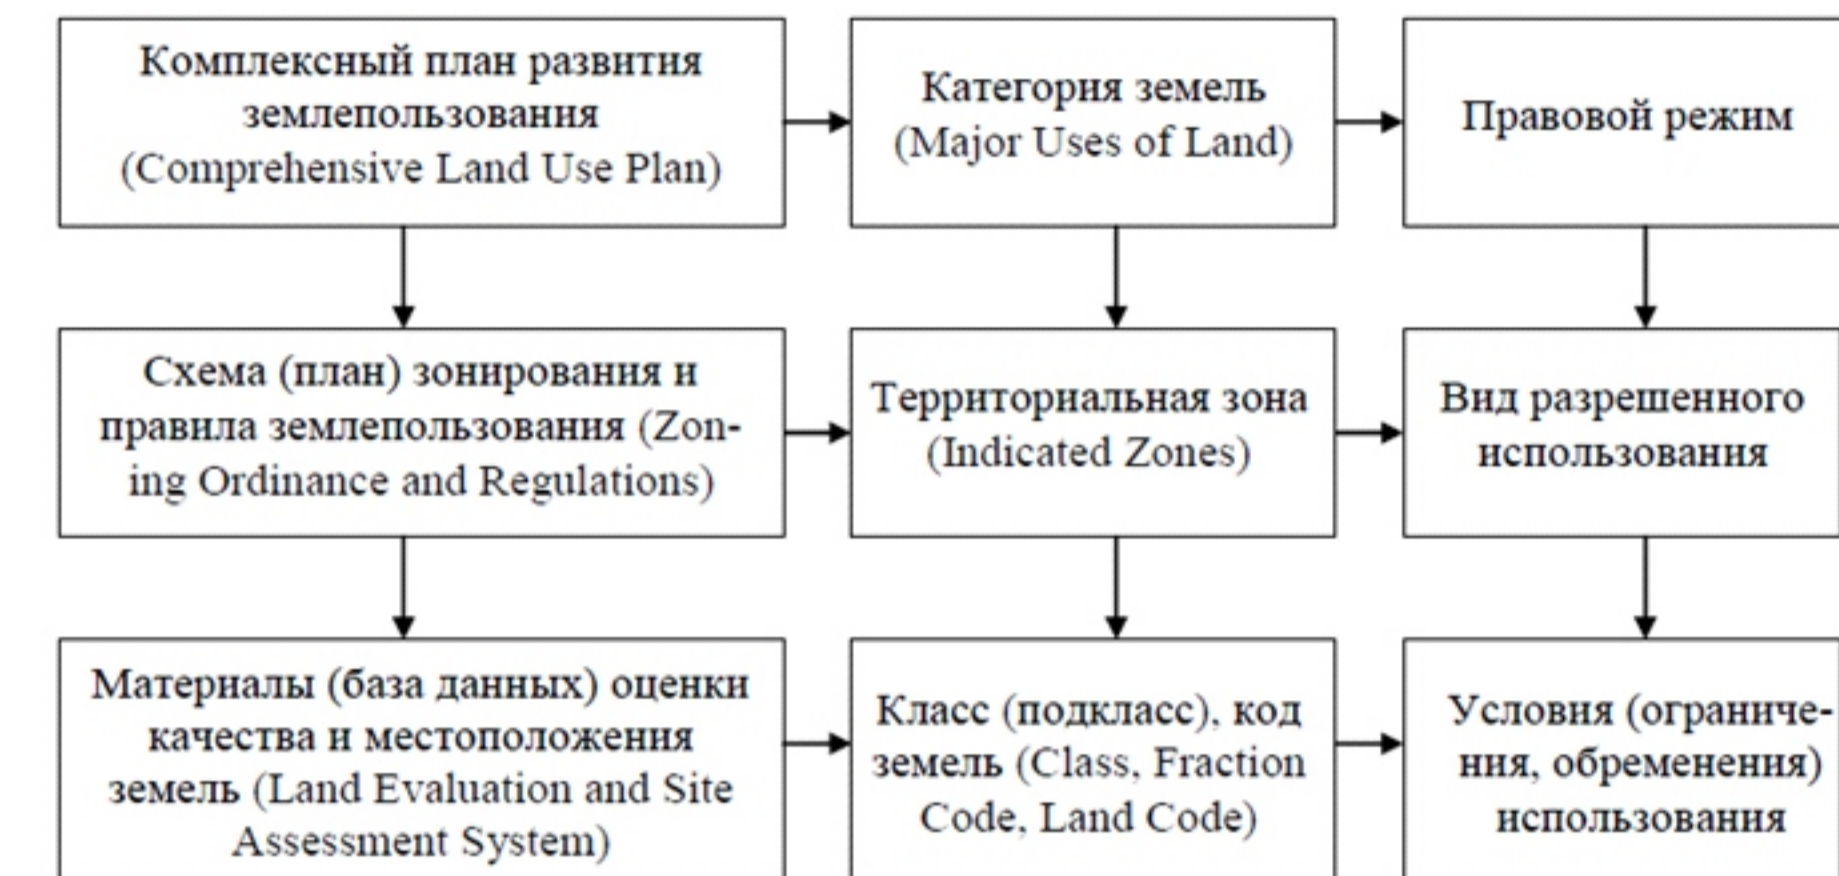 Комплексный план развития
землепользования
(Comprehensive Land Use Plan)
Категория земель
(Major Uses of Land)
Правовой режим
Схема (план) зонирования и
правила землепользования (Zon-
ing Ordinance and Regulations)
Территориальная зона
(Indicated Zones)
Вид разрешенного
использования
Материалы (база данных) оценки
качества и местоположения
земель (Land Evaluation and Site
Assessment System)
Класс (подкласс), код
земель (Class, Fraction
Code, Land Code)
Условия (ограниче-
ния, обременения)
использования